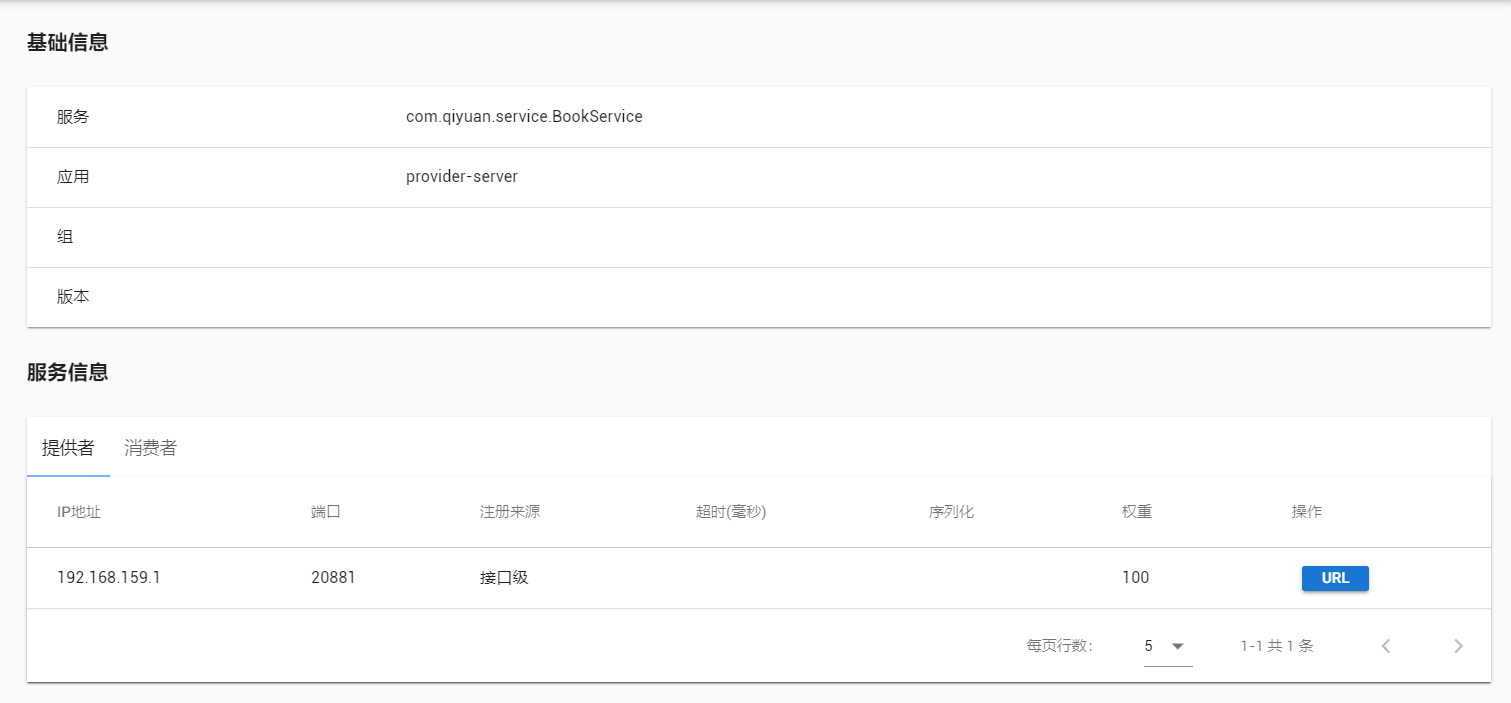 基础信息
服务 com.qiyuan.service.BookService
应用 provider-server
组
版本
服务信息
提供者 消费者
IP地址 端口 注册来源 超时(毫秒) 序列化 权重 操作
192.168.159.1 20881 接口级 100 URL
每页行数: 5 1-1 共 1 条